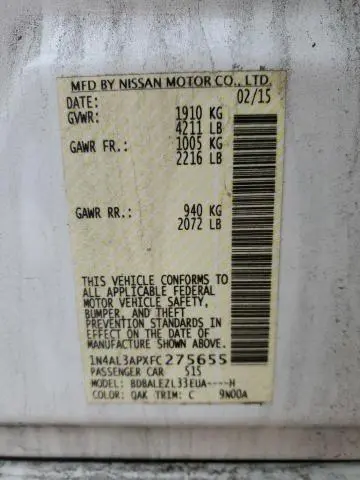 MFD BY NISSAN MOTOR CO., LTD.
DATE: 02/15
GVWR: 1910 KG
4211 LB
GAWR FR.: 1005 KG
2216 LB
GAWR RR.: 940 KG
2072 LB
THIS VEHICLE CONFORMS TO
ALL APPLICABLE FEDERAL
MOTOR VEHICLE SAFETY,
BUMPER, AND THEFT
PREVENTION STANDARDS IN
EFFECT ON THE DATE OF
MANUFACTURE SHOWN ABOVE.
1N4AL3APXFC275655
PASSENGER CAR 515
MODEL: BDBALEZL33EUA----H
COLOR: QAK TRIM: C 9N00A